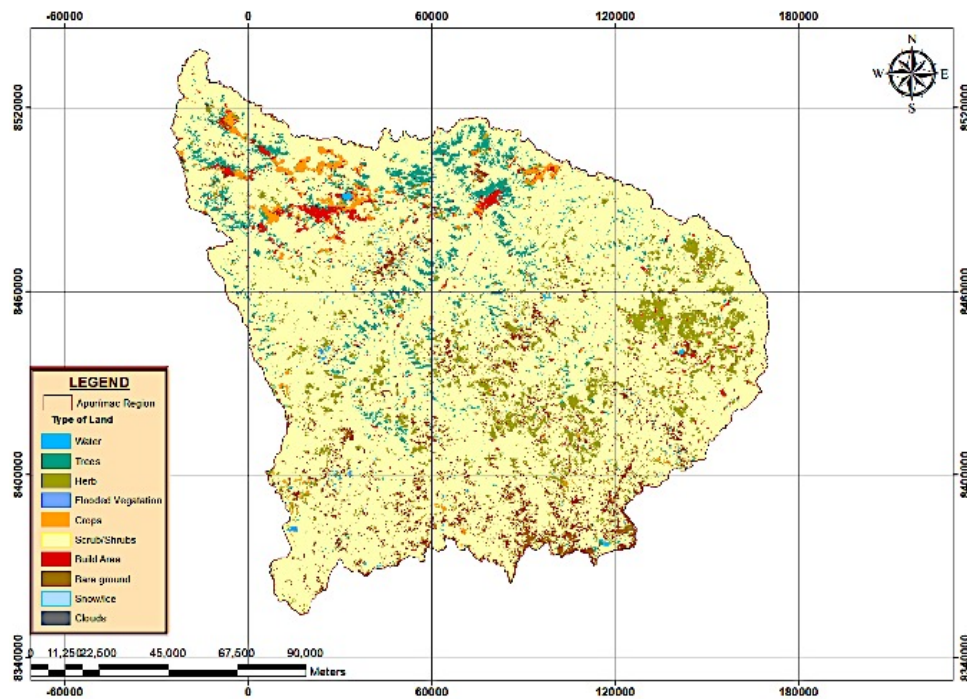 -60000 0 60000 120000 180000
N
W E
S
8520000 8520000
8460000 8460000
8400000 8400000
8340000 8340000
LEGEND
Apurimac Region
Type of Land
Water
Trees
Herb
Flooded Vegatation
Crops
Scrub/Shrubs
Build Area
Bare ground
Snow/Ice
Clouds
0 11,250 22,500 45,000 67,500 90,000
Meters
-60000 0 60000 120000 180000